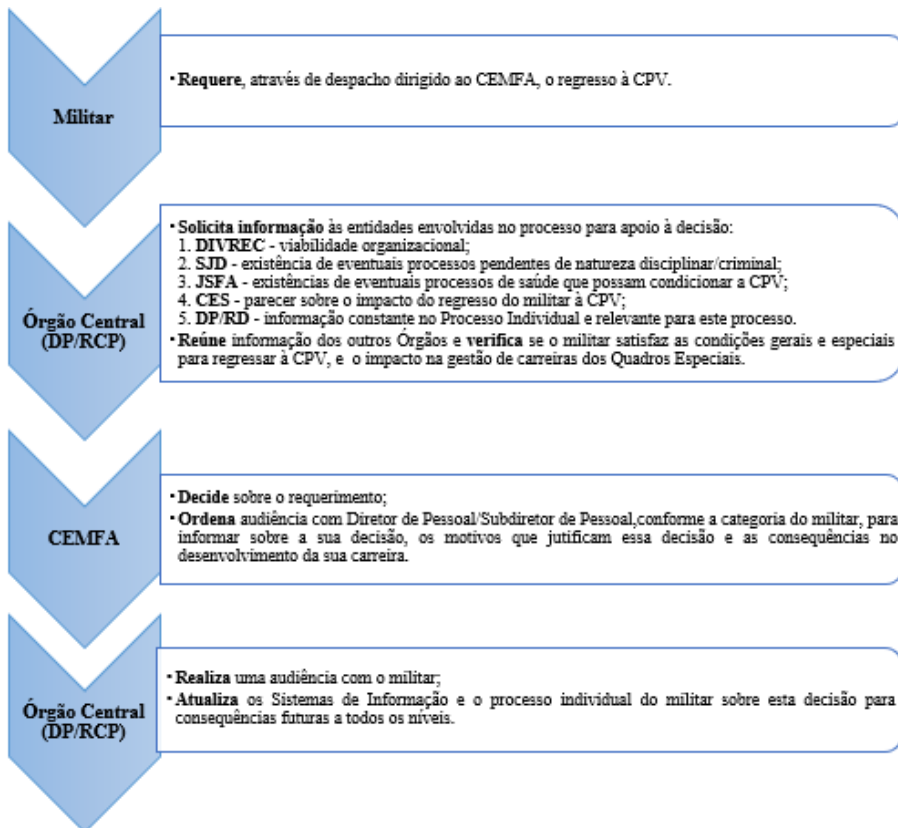 Militar
• Requere, através de despacho dirigido ao CEMFA, o regresso à CPV.
Órgão Central
(DP/RCP)
• Solicita informação às entidades envolvidas no processo para apoio à decisão:
1. DIVREC - viabilidade organizacional;
2. SJD - existência de eventuais processos pendentes de natureza disciplinar/criminal;
3. JSFA - existências de eventuais processos de saúde que possam condicionar a CPV;
4. CES - parecer sobre o impacto do regresso do militar à CPV;
5. DP/RD - informação constante no Processo Individual e relevante para este processo.
• Reúne informação dos outros Órgãos e verifica se o militar satisfaz as condições gerais e especiais
para regressar à CPV, e o impacto na gestão de carreiras dos Quadros Especiais.
CEMFA
• Decide sobre o requerimento;
• Ordena audiência com Diretor de Pessoal/Subdiretor de Pessoal,conforme a categoria do militar, para
informar sobre a sua decisão, os motivos que jutificam essa decisão e as consequências no
desenvolvimento da sua carreira.
Órgão Central
(DP/RCP)
• Realiza uma audiência com o militar;
• Atualiza os Sistemas de Informação e o processo individual do militar sobre esta decisão para
consequências futuras a todos os níveis.